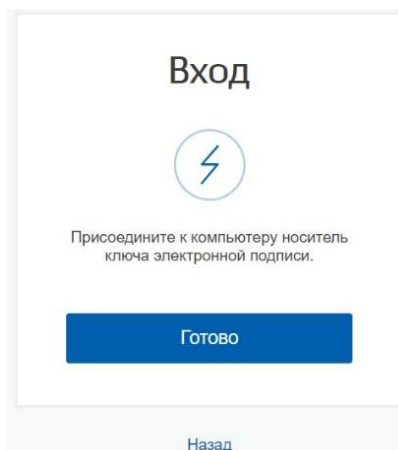 Вход
Присоедините к компьютеру носитель
ключа электронной подписи.
Готово
Назад